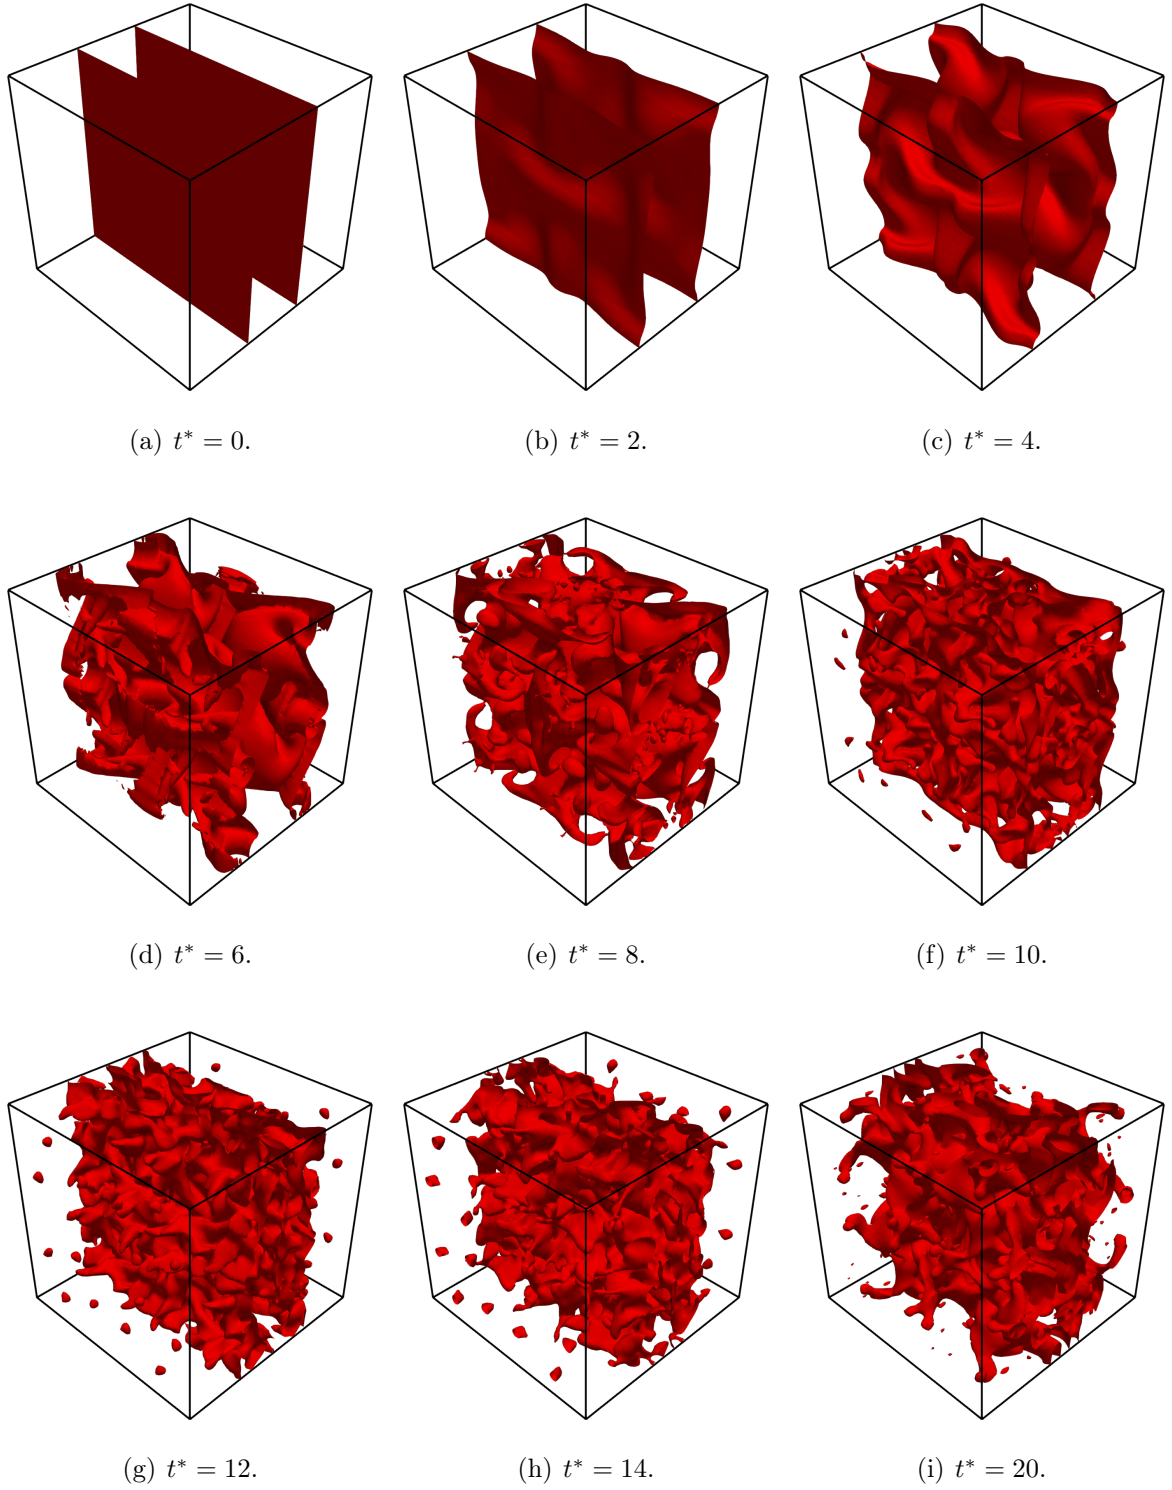 (a) t* = 0.
(b) t* = 2.
(c) t* = 4.
(d) t* = 6.
(e) t* = 8.
(f) t* = 10.
(g) t* = 12.
(h) t* = 14.
(i) t* = 20.